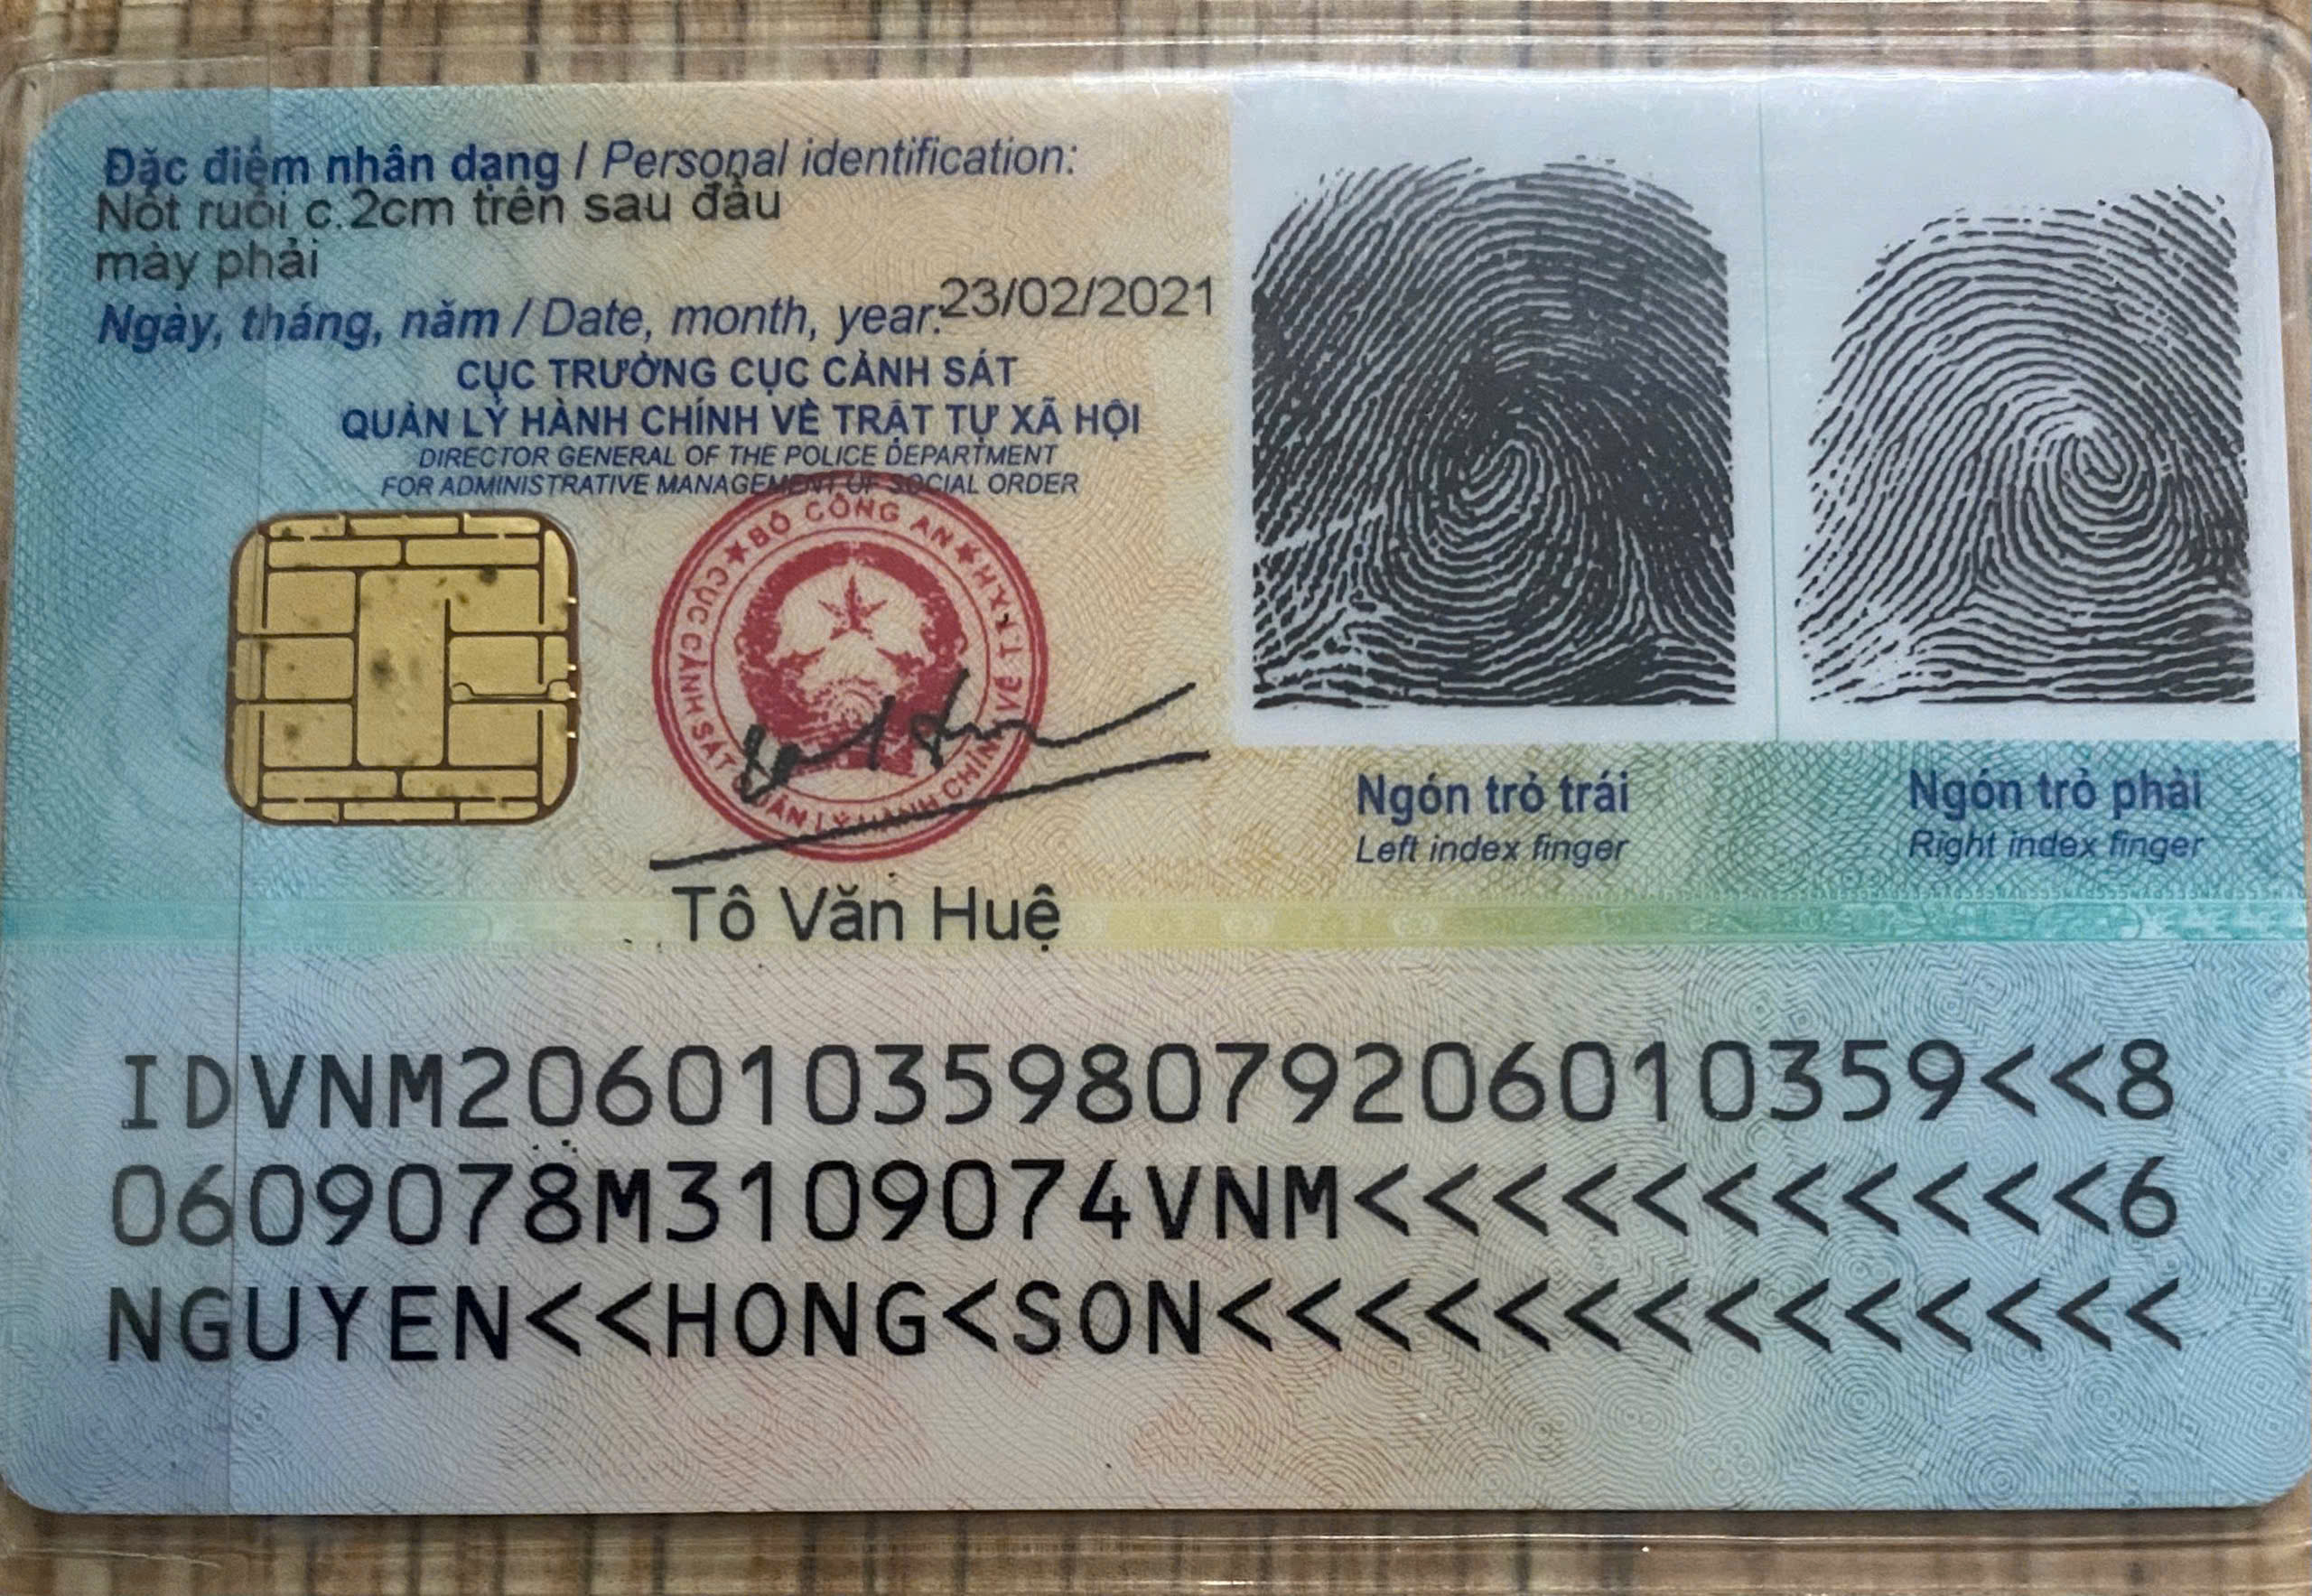 Đặc điểm nhân dạng / Personal identification:
Nốt ruồi c.2cm trên sau đầu
mày phải
Ngày, tháng, năm / Date, month, year: 23/02/2021
CỤC TRƯỞNG CỤC CẢNH SÁT
QUẢN LÝ HÀNH CHÍNH VỀ TRẬT TỰ XÃ HỘI
DIRECTOR GENERAL OF THE POLICE DEPARTMENT
FOR ADMINISTRATIVE MANAGEMENT OF SOCIAL ORDER
BỘ CÔNG AN
CỤC CẢNH SÁT QUẢN LÝ HÀNH CHÍNH VỀ TTXH
Tô Văn Huệ
Ngón trỏ trái
Left index finger
Ngón trỏ phải
Right index finger
IDVNM2060103598079206010359<<8
0609078M3109074VNM<<<<<<<<<<<6
NGUYEN<<HONG<SON<<<<<<<<<<<<<<